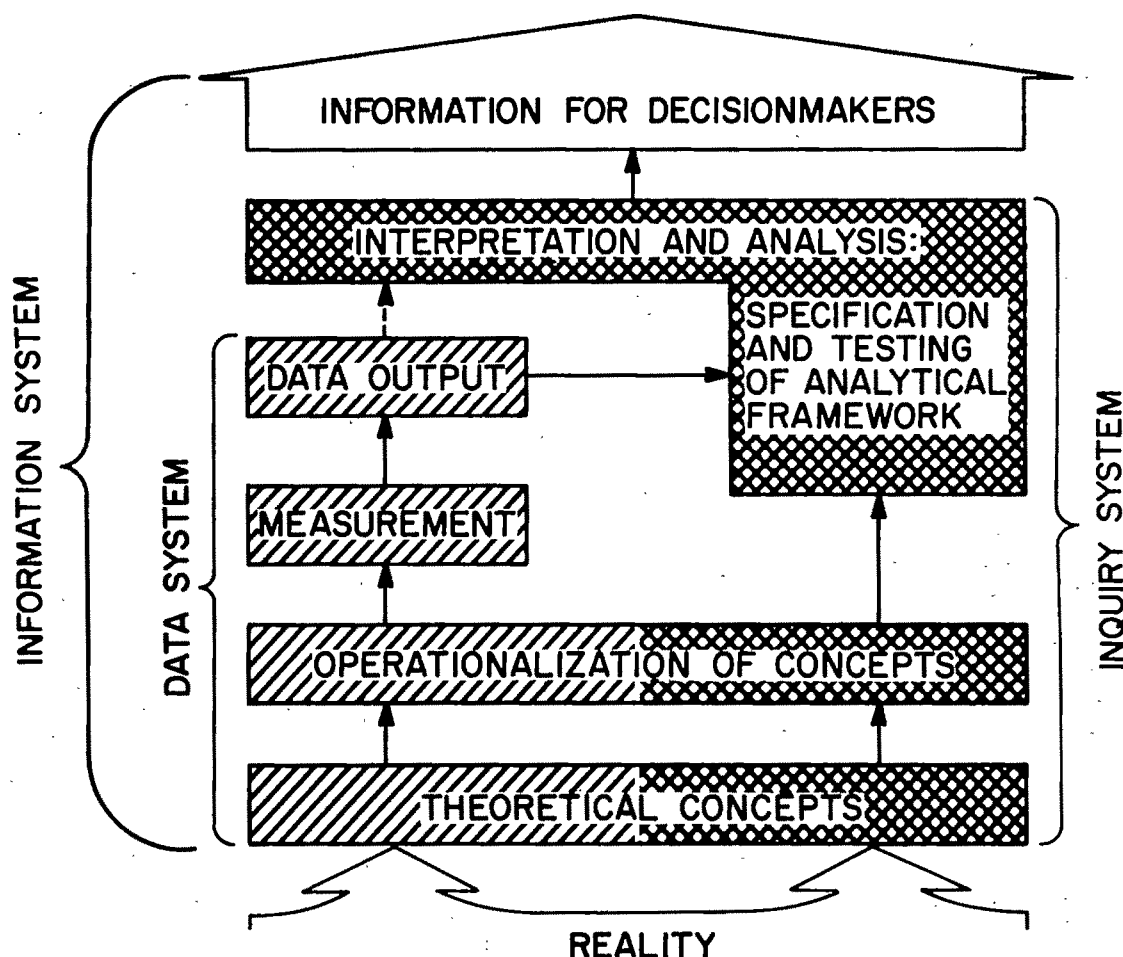 INFORMATION FOR DECISIONMAKERS
INTERPRETATION AND ANALYSIS:
SPECIFICATION
AND TESTING
OF ANALYTICAL
FRAMEWORK
DATA OUTPUT
MEASUREMENT
OPERATIONALIZATION OF CONCEPTS
THEORETICAL CONCEPTS
REALITY
INFORMATION SYSTEM
DATA SYSTEM
INQUIRY SYSTEM